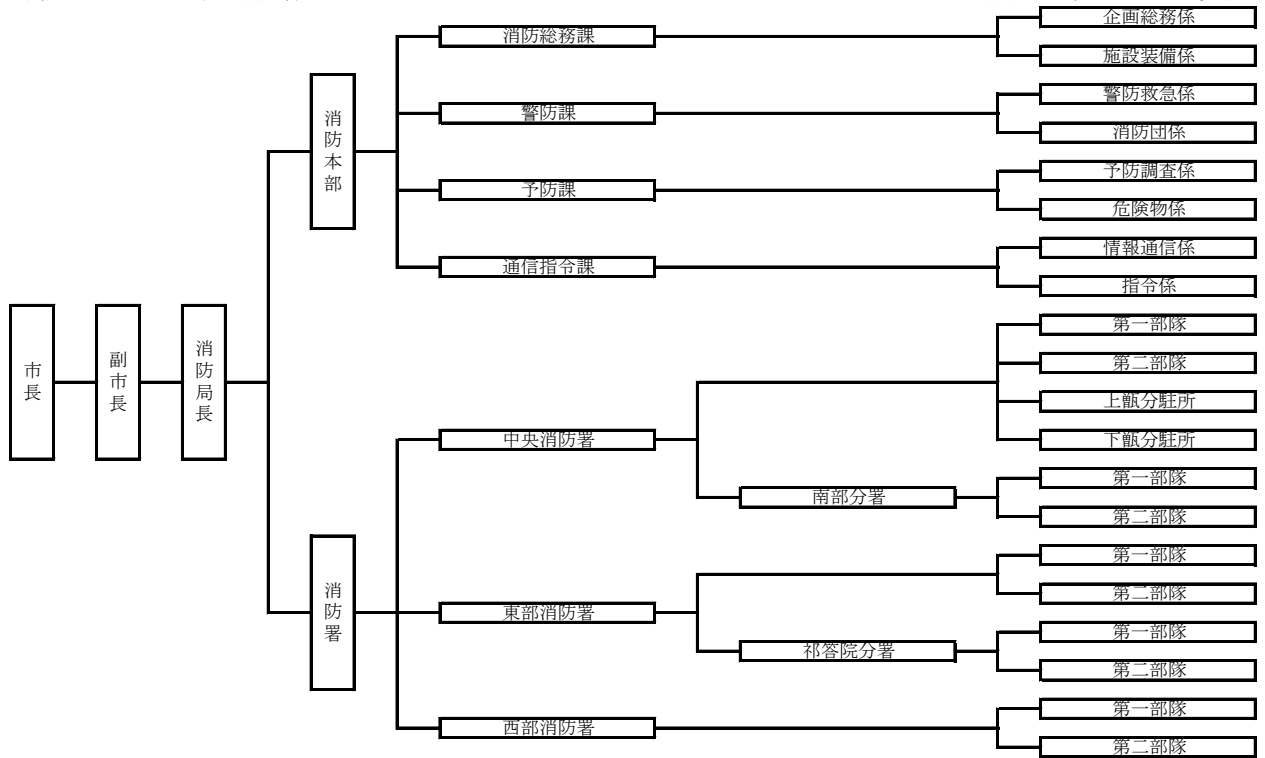 市長
副市長
消防局長
消防本部
消防総務課
企画総務係
施設装備係
警防課
警防救急係
消防団係
予防課
予防調査係
危険物係
通信指令課
情報通信係
指令係
消防署
中央消防署
第一部隊
第二部隊
上甑分駐所
下甑分駐所
南部分署
第一部隊
第二部隊
東部消防署
第一部隊
第二部隊
祁答院分署
第一部隊
第二部隊
西部消防署
第一部隊
第二部隊